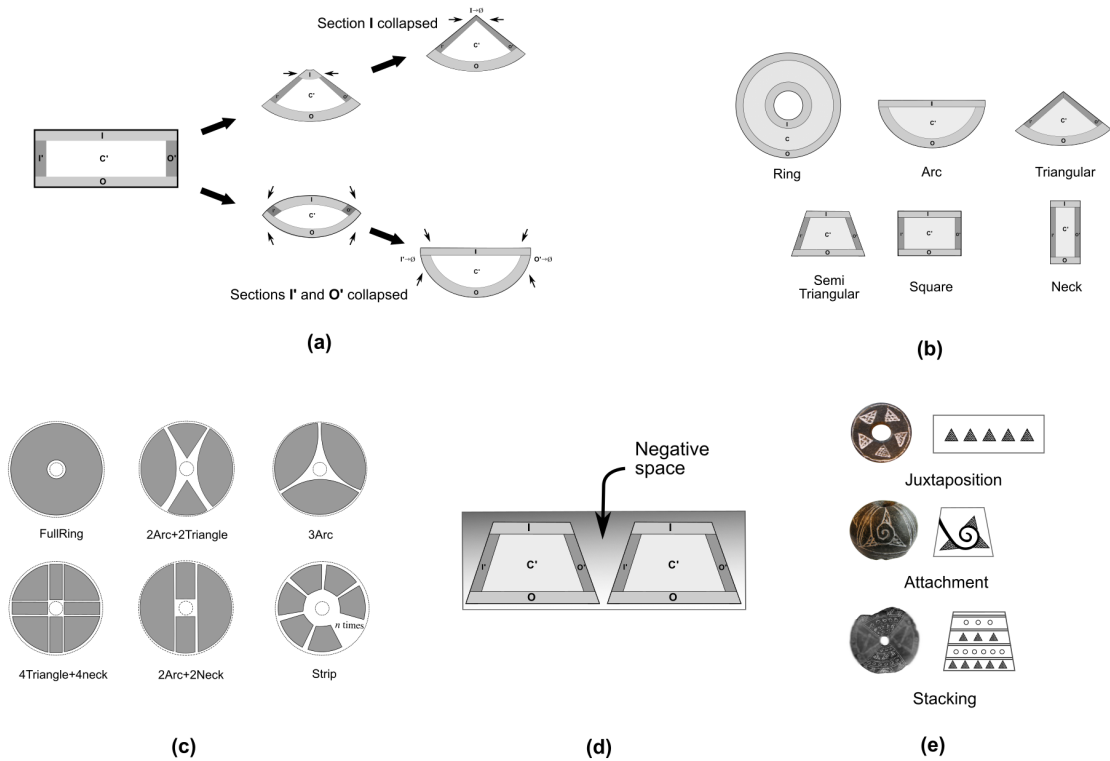 Section I collapsed
I→Ø
I'
C'
O'
O
I
I'
C'
O'
O
I
I'
C'
O'
O
I
I'
C'
O'
O
I
I'→Ø
O'→Ø
C'
O
Sections I' and O' collapsed
(a)
I
C
O
Ring
I
C'
O
Arc
I'
C'
O'
O
Triangular
I
I'
C'
O'
O
Semi
Triangular
I
I'
C'
O'
O
Square
I
I'
C'
O'
O
Neck
(b)
FullRing
2Arc+2Triangle
3Arc
4Triangle+4neck
2Arc+2Neck
n times
Strip
(c)
Negative
space
I
I'
C'
O'
O
I
I'
C'
O'
O
(d)
Juxtaposition
Attachment
Stacking
(e)